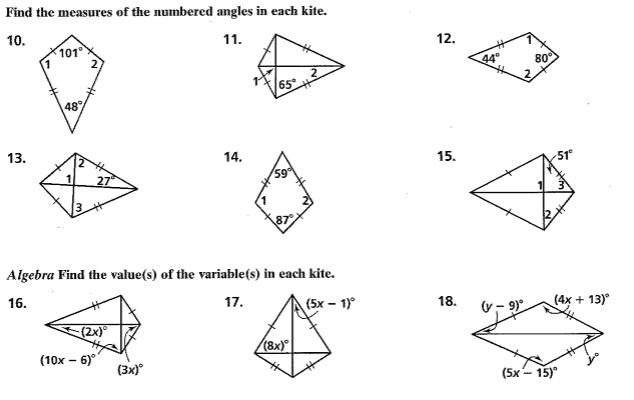 Find the measures of the numbered angles in each kite.
10.
101°
1
2
48°
11.
1
65°
2
12.
44°
1
80°
2
13.
1
2
27°
3
14.
59°
1
2
87°
15.
51°
1
3
2
Algebra Find the value(s) of the variable(s) in each kite.
16.
(2x)°
(10x – 6)°
(3x)°
17.
(5x – 1)°
(8x)°
18.
(y – 9)°
(4x + 13)°
(5x – 15)°
y°